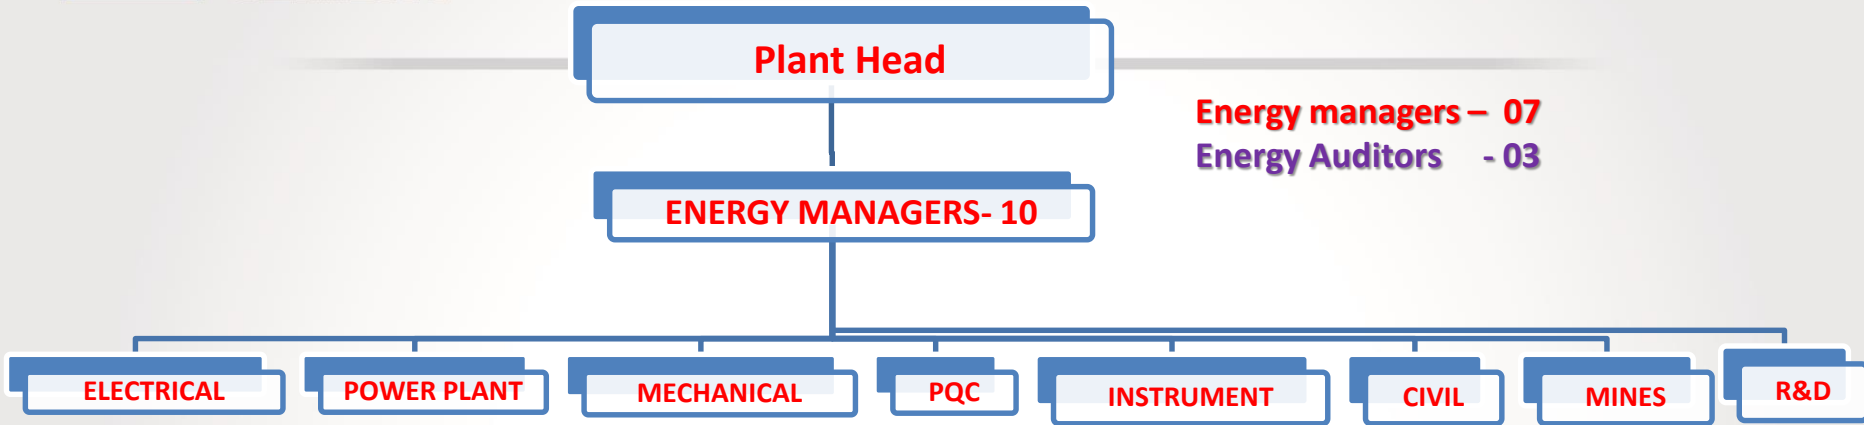 Plant Head
Energy managers – 07
Energy Auditors - 03
ENERGY MANAGERS- 10
ELECTRICAL
POWER PLANT
MECHANICAL
PQC
INSTRUMENT
CIVIL
MINES
R&D